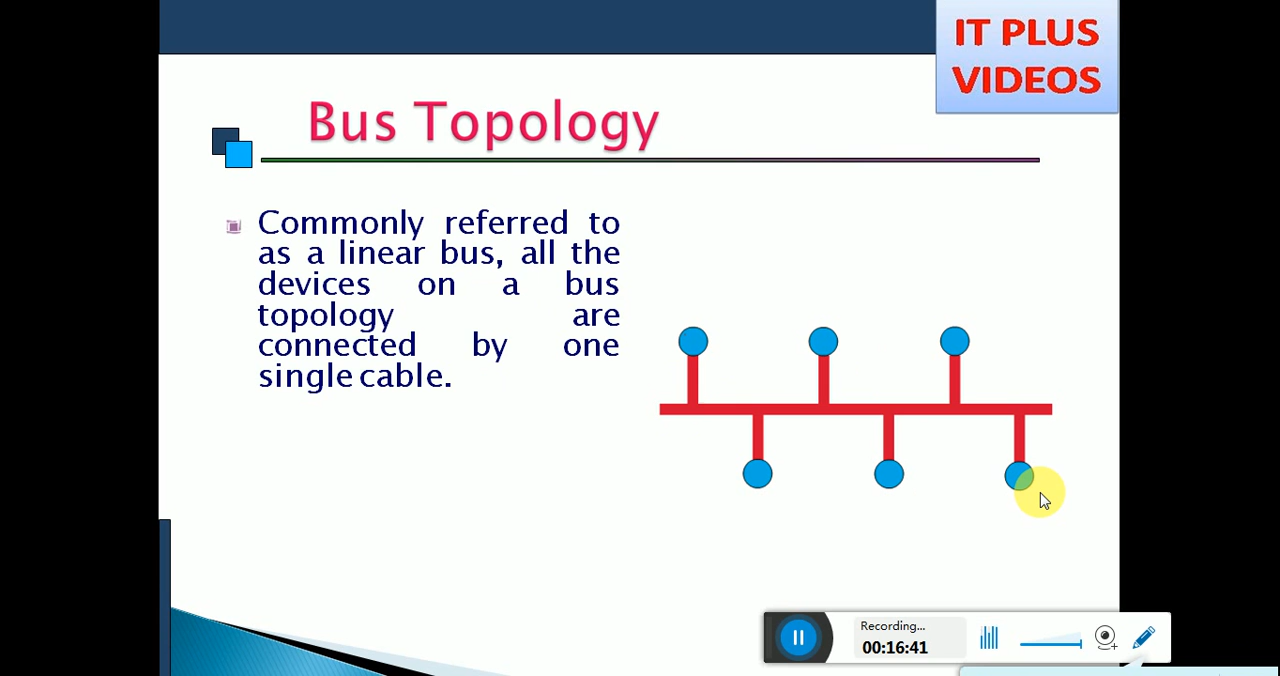 IT PLUS
VIDEOS
Bus Topology
Commonly referred to
as a linear bus, all the
devices on a bus
topology are
connected by one
single cable.
Recording...
00:16:41